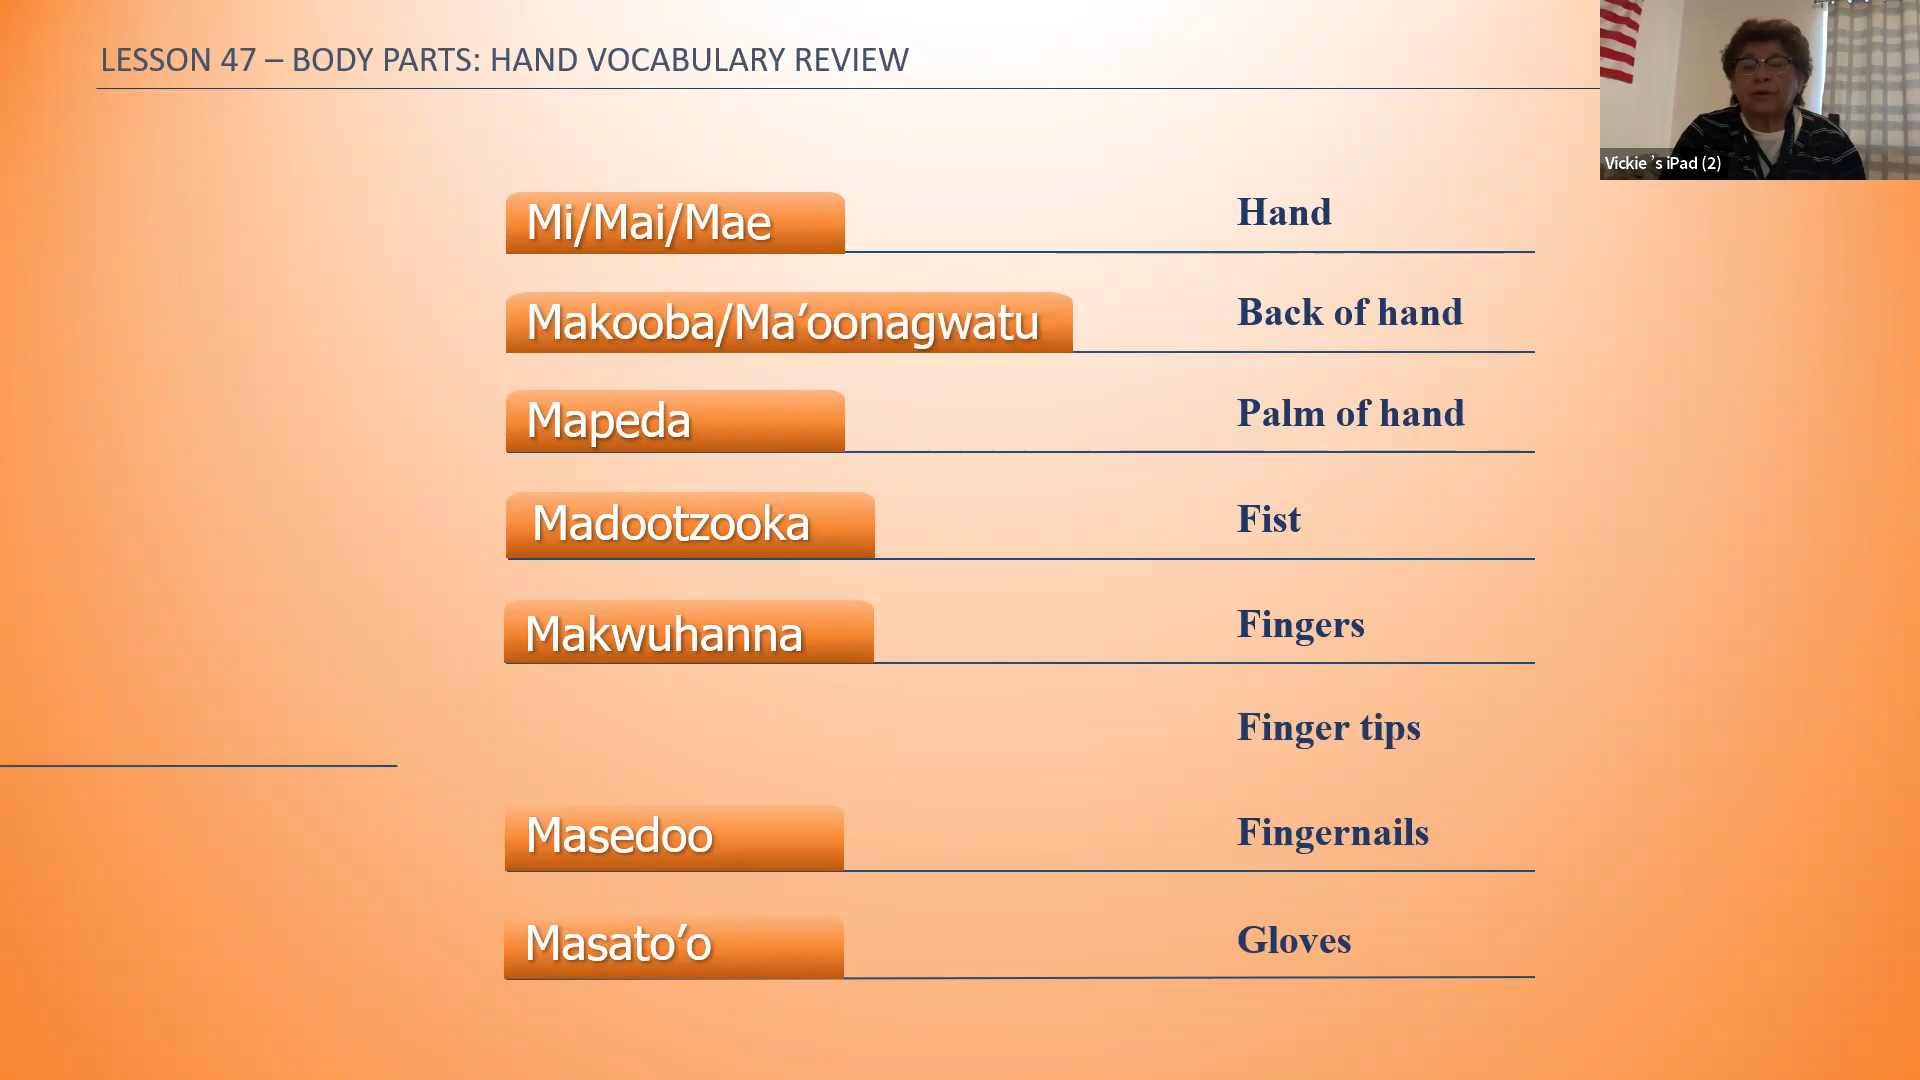 LESSON 47 – BODY PARTS: HAND VOCABULARY REVIEW
Vickie ’s iPad (2)
Mi/Mai/Mae Hand
Makooba/Ma’oonagwatu Back of hand
Mapeda Palm of hand
Madootzooka Fist
Makwuhanna Fingers
Finger tips
Masedoo Fingernails
Masato’o Gloves